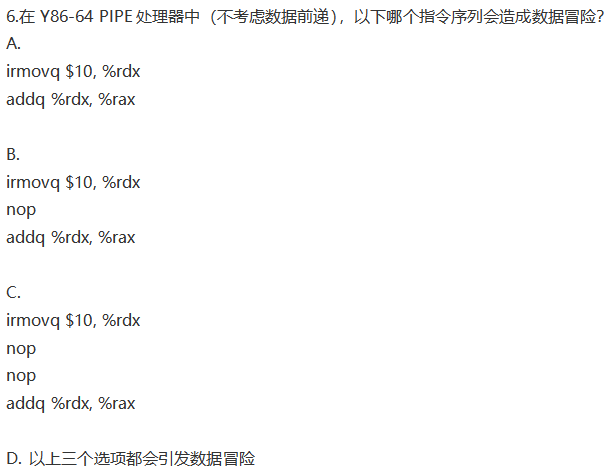 6.在 Y86-64 PIPE 处理器中（不考虑数据前递），以下哪个指令序列会造成数据冒险？
A.
irmovq $10, %rdx
addq %rdx, %rax
B.
irmovq $10, %rdx
nop
addq %rdx, %rax
C.
irmovq $10, %rdx
nop
nop
addq %rdx, %rax
D. 以上三个选项都会引发数据冒险